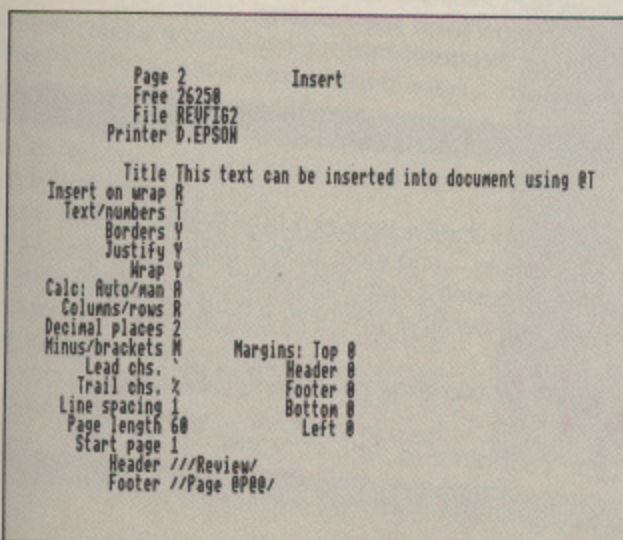 Page 2 Insert
Free 26250
File REVFIG2
Printer D.EPSON
Title This text can be inserted into document using @T
Insert on wrap R
Text/numbers T
Borders Y
Justify Y
Wrap Y
Calc: Auto/man A
Columns/rows R
Decimal places 2
Minus/brackets M Margins: Top 0
Lead chs. ` Header 0
Trail chs. % Footer 0
Line spacing 1 Bottom 0
Page length 60 Left 0
Start page 1
Header ///Review/
Footer //Page @P@@/